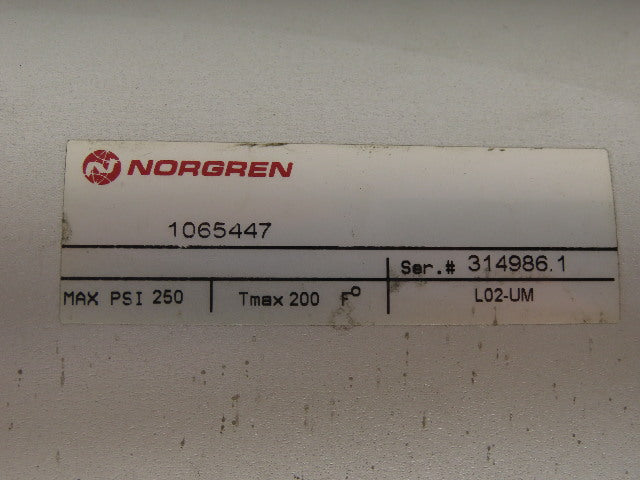 NORGREN
1065447
Ser.# 314986.1
MAX PSI 250 Tmax 200 F°
L02-UM